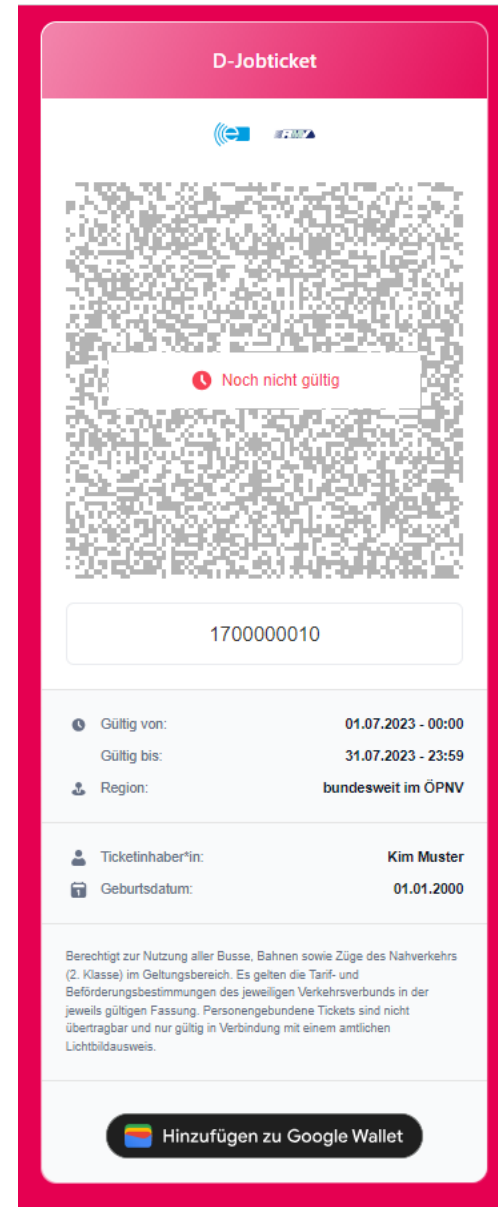 D-Jobticket
RMV
Noch nicht gültig
1700000010
Gültig von: 01.07.2023 - 00:00
Gültig bis: 31.07.2023 - 23:59
Region: bundesweit im ÖPNV
Ticketinhaber*in: Kim Muster
Geburtsdatum: 01.01.2000
Berechtigt zur Nutzung aller Busse, Bahnen sowie Züge des Nahverkehrs
(2. Klasse) im Geltungsbereich. Es gelten die Tarif- und
Beförderungsbestimmungen des jeweiligen Verkehrsverbunds in der
jeweils gültigen Fassung. Personengebundene Tickets sind nicht
übertragbar und nur gültig in Verbindung mit einem amtlichen
Lichtbildausweis.
Hinzufügen zu Google Wallet